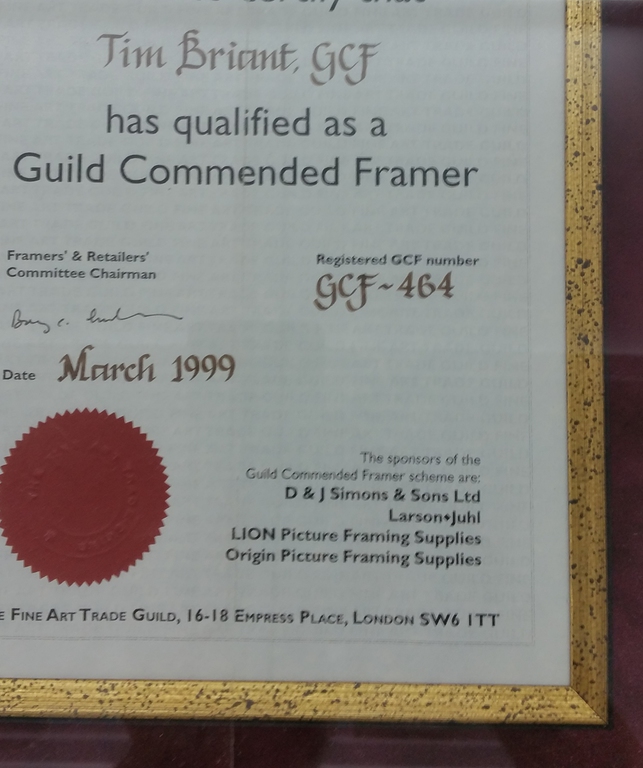 that
Tim Briant, GCF
has qualified as a
Guild Commended Framer
Framers' & Retailers'
Committee Chairman
Registered GCF number
GCF~464
Date March 1999
The sponsors of the
Guild Commended Framer scheme are:
D & J Simons & Sons Ltd
Larson•Juhl
LION Picture Framing Supplies
Origin Picture Framing Supplies
FINE ART TRADE GUILD, 16-18 EMPRESS PLACE, LONDON SW6 1TT